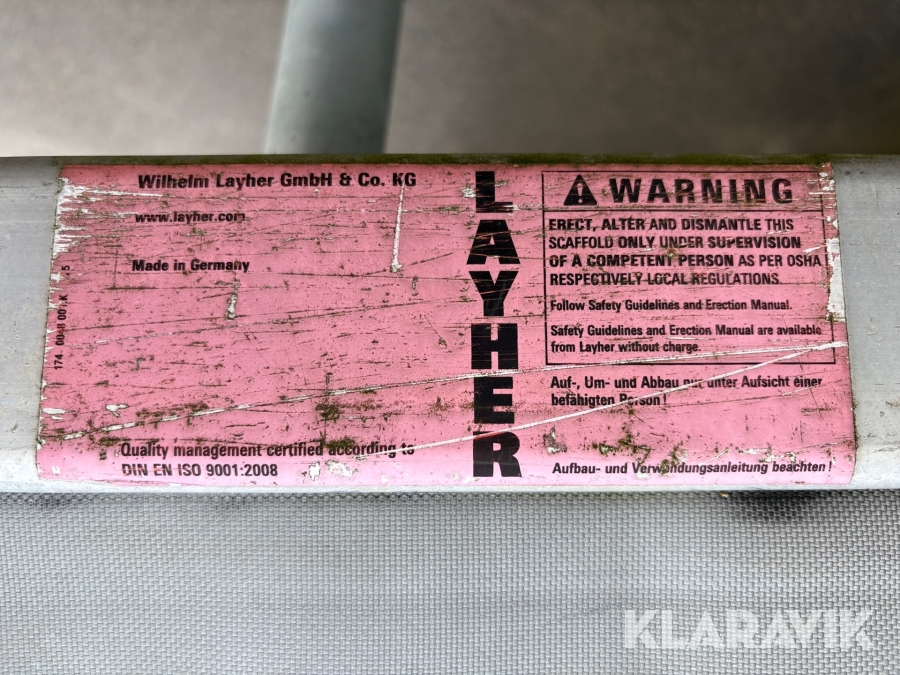 Wilhelm Layher GmbH & Co. KG
www.layher.com
Made in Germany
Quality management certified according to
DIN EN ISO 9001:2008
LAYHER
WARNING
ERECT, ALTER AND DISMANTLE THIS
SCAFFOLD ONLY UNDER SUPERVISION
OF A COMPETENT PERSON AS PER OSHA
RESPECTIVELY LOCAL REGULATIONS.
Follow Safety Guidelines and Erection Manual.
Safety Guidelines and Erection Manual are available
from Layher without charge.
Auf-, Um- und Abbau nur unter Aufsicht einer
befähigten Person!
Aufbau- und Verwendungsanleitung beachten!
KLARAVIK